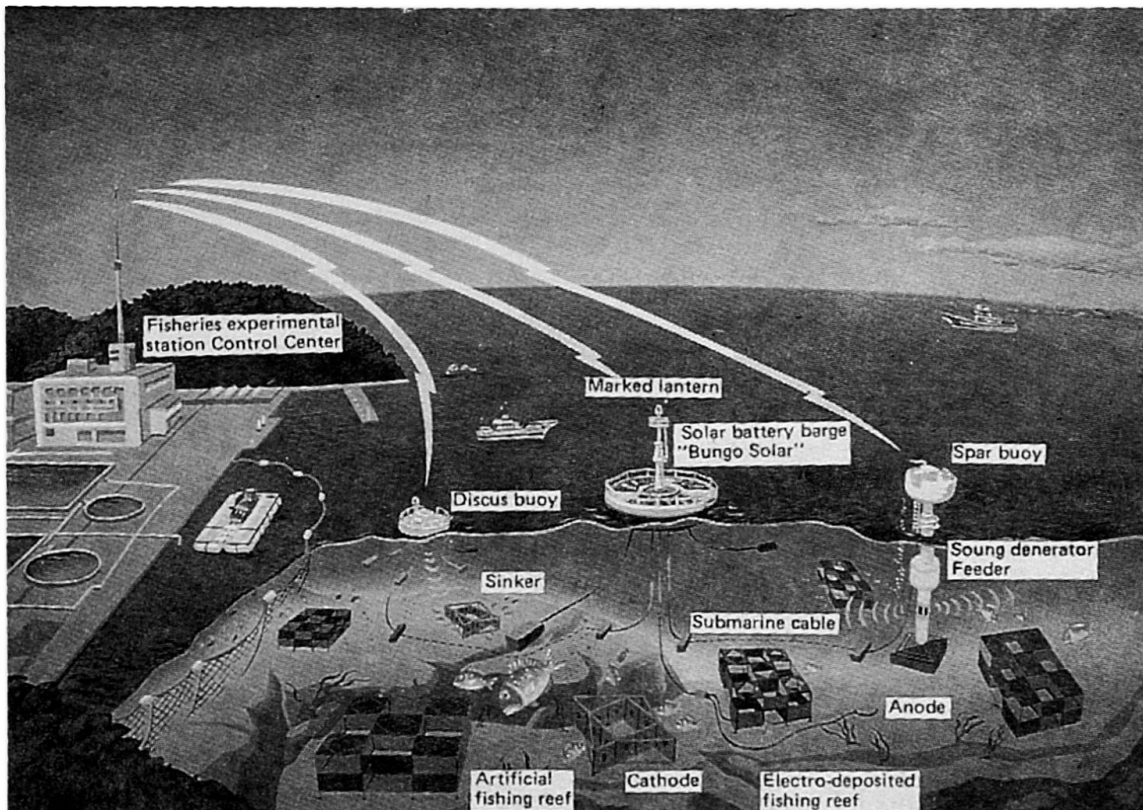 Fisheries experimental
station Control Center
Marked lantern
Solar battery barge
"Bungo Solar"
Spar buoy
Discus buoy
Soung denerator
Feeder
Sinker
Submarine cable
Anode
Artificial
fishing reef
Cathode
Electro-deposited
fishing reef